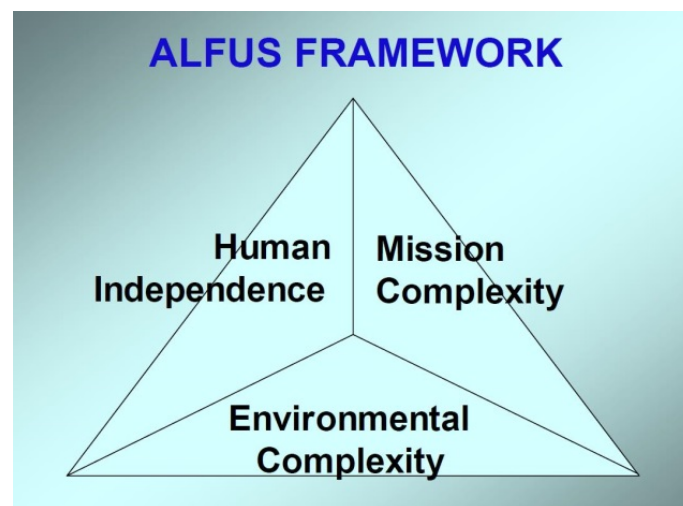 ALFUS FRAMEWORK
Human
Independence
Mission
Complexity
Environmental
Complexity